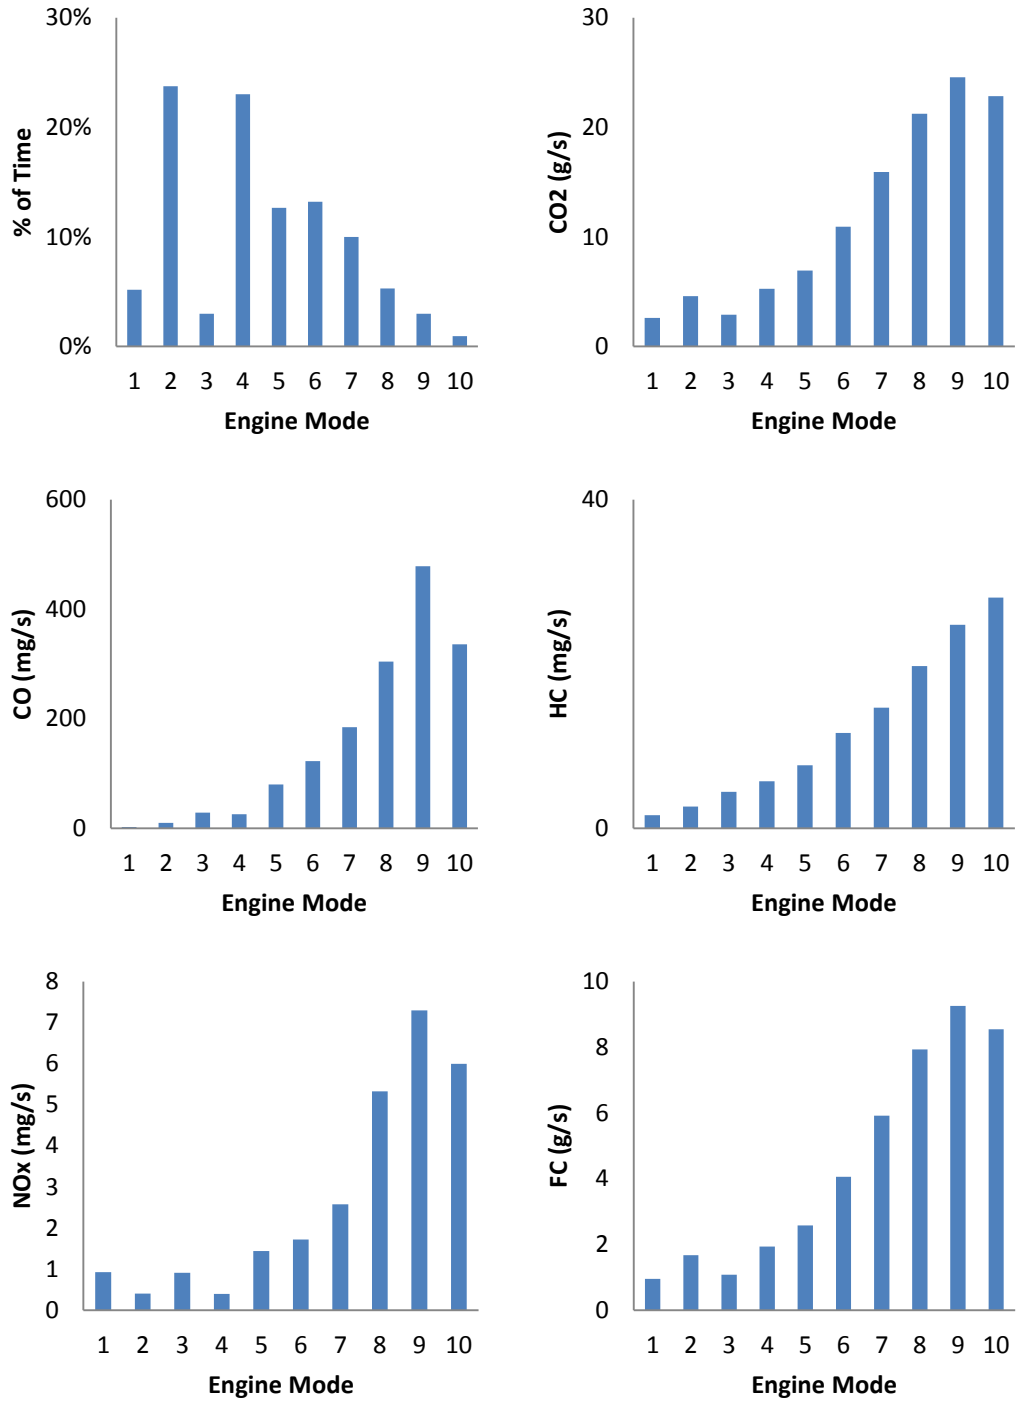 30%
20%
10%
0%
% of Time
1 2 3 4 5 6 7 8 9 10
Engine Mode
30
20
10
0
CO2 (g/s)
1 2 3 4 5 6 7 8 9 10
Engine Mode
600
400
200
0
CO (mg/s)
1 2 3 4 5 6 7 8 9 10
Engine Mode
40
0
HC (mg/s)
1 2 3 4 5 6 7 8 9 10
Engine Mode
8
7
6
5
4
3
2
1
0
NOx (mg/s)
1 2 3 4 5 6 7 8 9 10
Engine Mode
10
8
6
4
2
0
FC (g/s)
1 2 3 4 5 6 7 8 9 10
Engine Mode